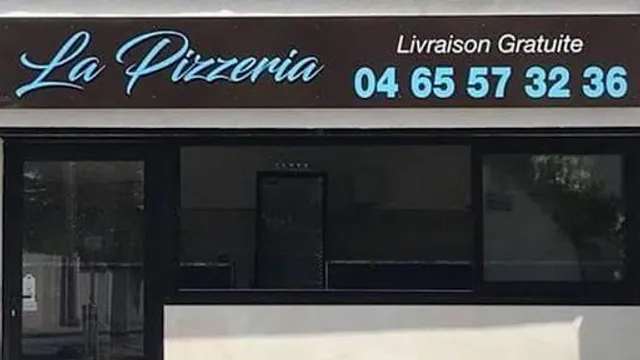 La Pizzeria
Livraison Gratuite
04 65 57 32 36